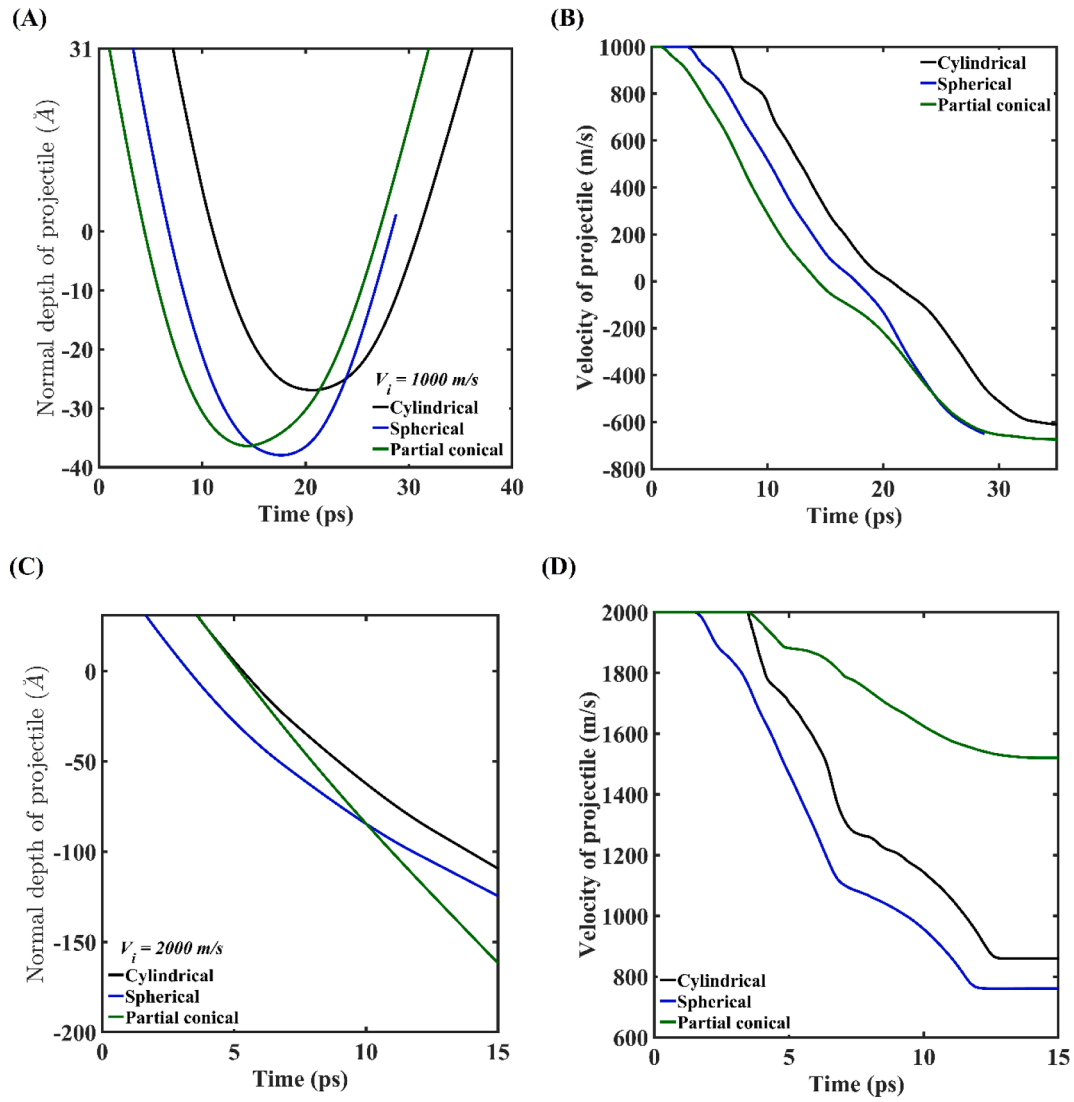 (A)
Normal depth of projectile (Ǎ)
31
0
-10
-20
-30
-40
V_i = 1000 m/s
Cylindrical
Spherical
Partial conical
0 10 20 30 40
Time (ps)
(B)
Velocity of projectile (m/s)
1000
800
600
400
200
0
-200
-400
-600
-800
Cylindrical
Spherical
Partial conical
0 10 20 30
Time (ps)
(C)
Normal depth of projectile (Ǎ)
0
-50
-100
-150
-200
V_i = 2000 m/s
Cylindrical
Spherical
Partial conical
0 5 10 15
Time (ps)
(D)
Velocity of projectile (m/s)
2000
1800
1600
1400
1200
1000
800
600
Cylindrical
Spherical
Partial conical
0 5 10 15
Time (ps)